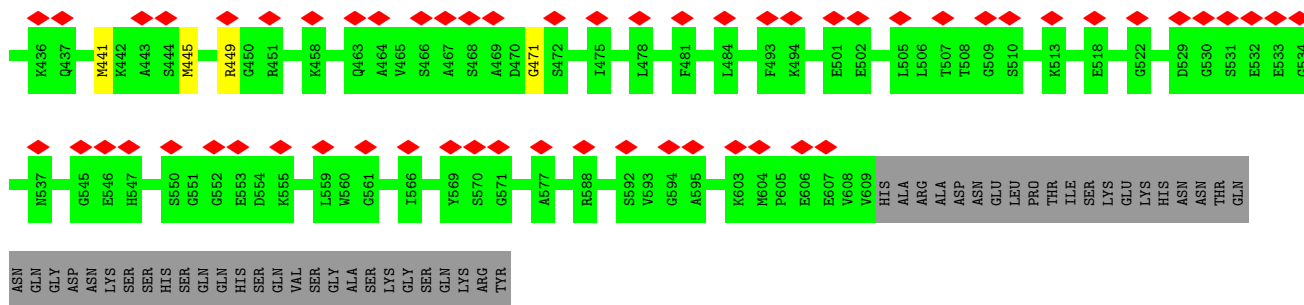 K436 Q437 M441 K442 A443 S444 M445 R449 G450 R451 K458 Q463 A464 V465 S466 A467 S468 A469 D470 G471 S472 I475 L478 F481 L484 F493 K494 E501 E502 L505 L506 T507 T508 G509 S510 K513 E518 G522 D529 G530 S531 E532 E533 G534
N537 G545 E546 H547 S550 G551 G552 E553 D554 K555 L559 W560 G561 I566 Y569 S570 G571 A577 R588 S592 V593 G594 A595 K603 M604 P605 E606 E607 V608 V609 HIS ALA ARG ALA ASP ASN GLU LEU PRO THR ILE SER LYS GLU LYS HIS ASN ASN THR GLN
ASN GLN GLY ASP ASN LYS SER SER HIS SER GLN GLN HIS SER GLN VAL SER GLY ALA SER LYS GLY SER GLN LYS ARG TYR